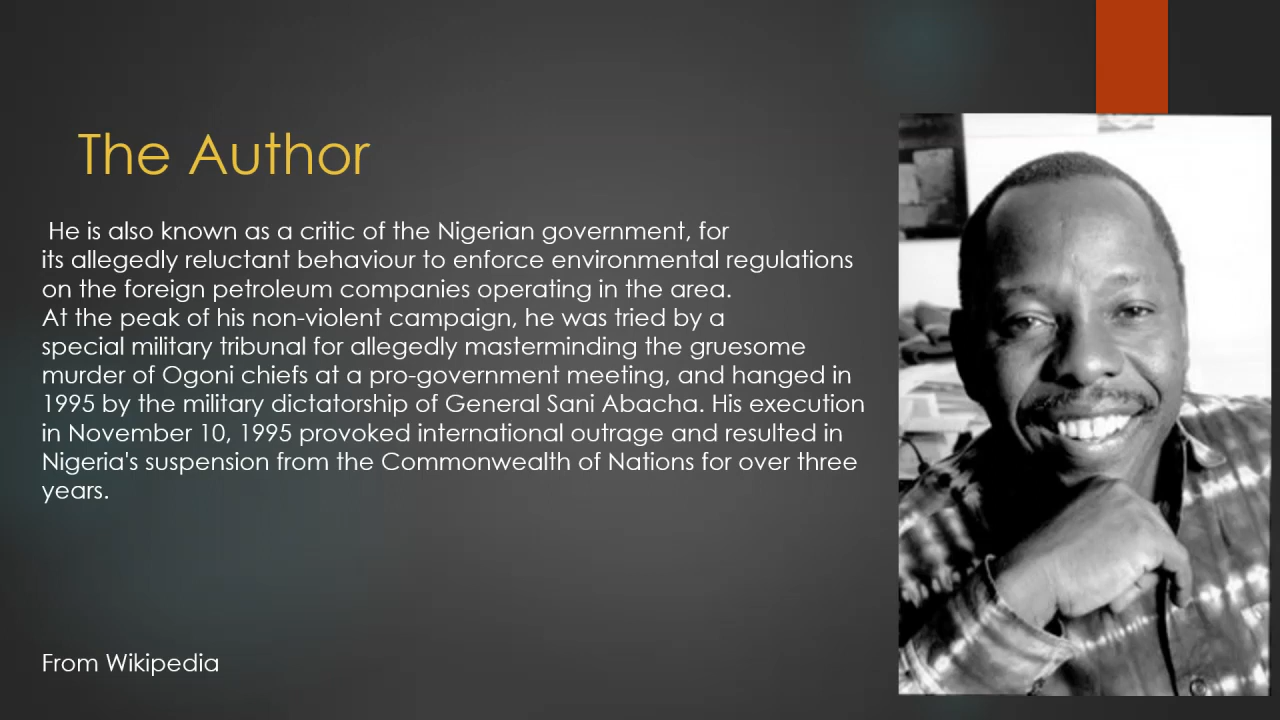 The Author
He is also known as a critic of the Nigerian government, for
its allegedly reluctant behaviour to enforce environmental regulations
on the foreign petroleum companies operating in the area.
At the peak of his non-violent campaign, he was tried by a
special military tribunal for allegedly masterminding the gruesome
murder of Ogoni chiefs at a pro-government meeting, and hanged in
1995 by the military dictatorship of General Sani Abacha. His execution
in November 10, 1995 provoked international outrage and resulted in
Nigeria's suspension from the Commonwealth of Nations for over three
years.
From Wikipedia